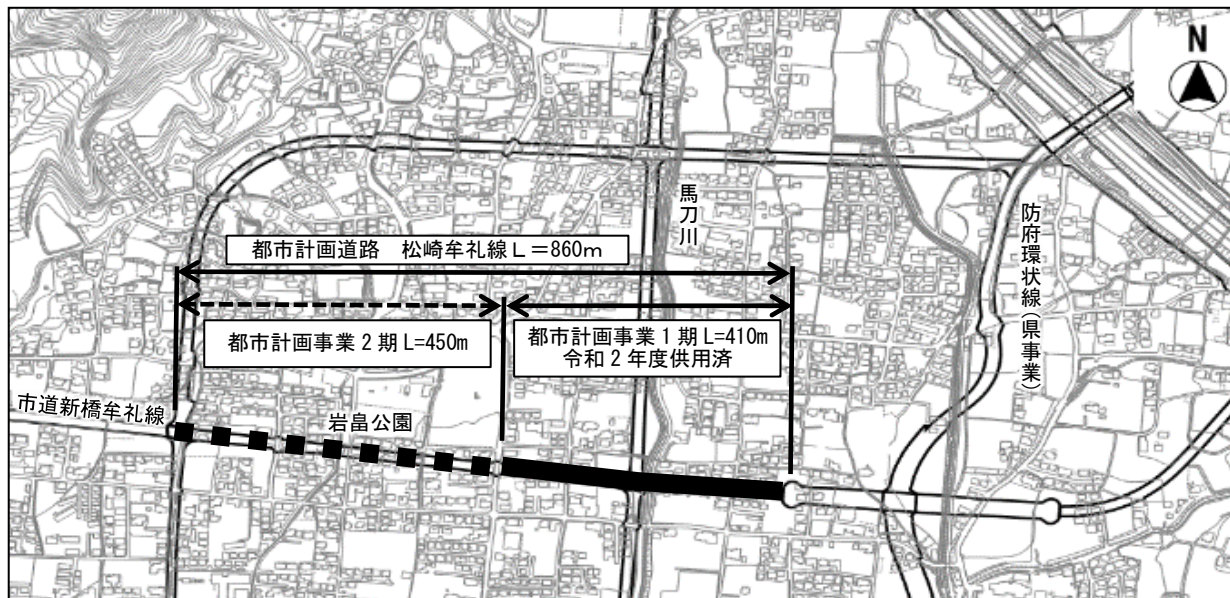 N
馬刀川
防府環状線(県事業)
都市計画道路 松崎牟礼線L=860m
都市計画事業2期L=450m
都市計画事業1期L=410m
令和2年度供用済
市道新橋牟礼線
岩畠公園